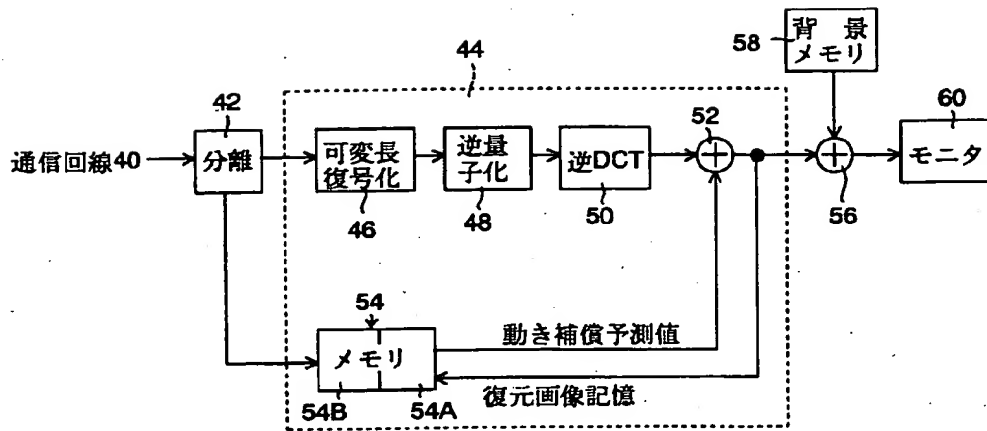 背景
メモリ
58
44
60
42
52
通信回線40
分離
可変長
復号化
逆量
子化
逆DCT
モニタ
46
48
50
56
54
動き補償予測値
メモリ
復元画像記憶
54B
54A